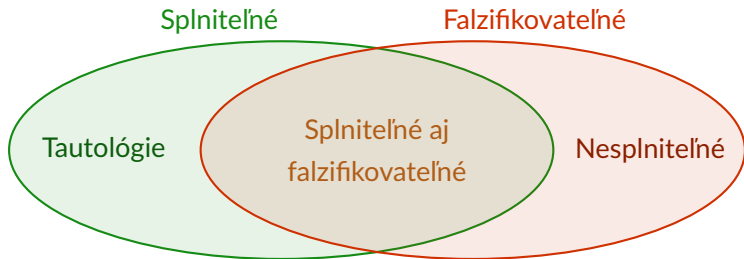 Splniteľné
Falzifikovateľné
Tautológie
Splniteľné aj
falzifikovateľné
Nesplniteľné